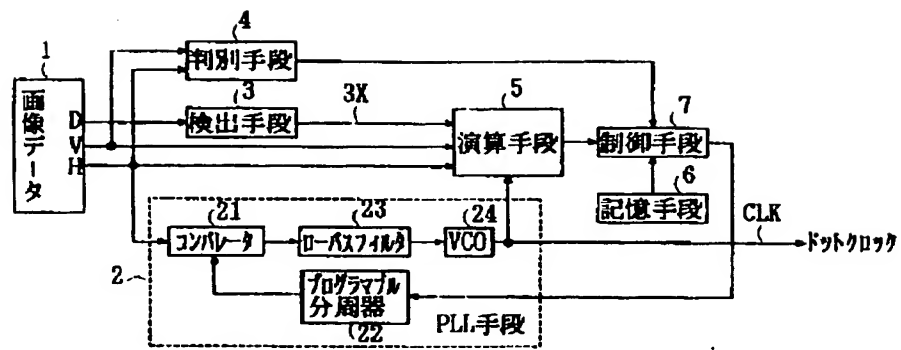 1
画像データ
D
V
H
4
判別手段
3
検出手段
3X
5
演算手段
7
制御手段
6
記憶手段
CLK
ドットクロック
2
21
コンパレータ
23
ローパスフィルタ
24
VCO
プログラマブル
分周器
22
PLL手段